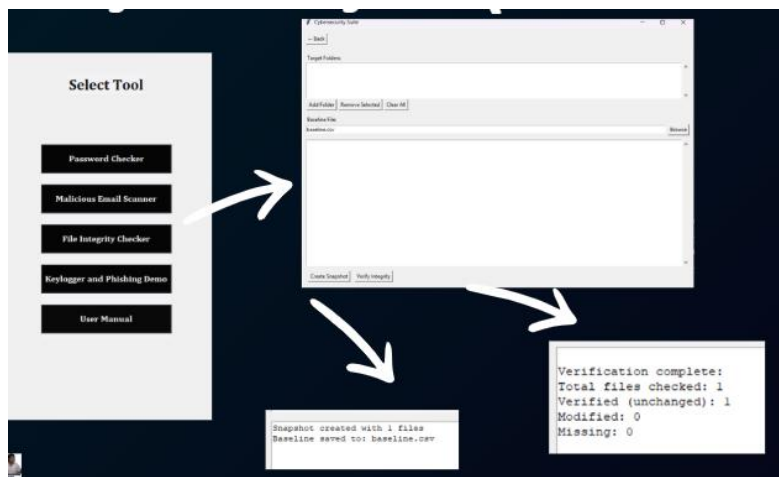 Select Tool
Password Checker
Malicious Email Scanner
File Integrity Checker
Keylogger and Phishing Demo
User Manual
Cybersecurity Suite
← Back
Target Folders:
Add Folder
Remove Selected
Clear All
Baseline File:
baseline.csv
Browse
Create Snapshot
Verify Integrity
Snapshot created with 1 files
Baseline saved to: baseline.csv
Verification complete:
Total files checked: 1
Verified (unchanged): 1
Modified: 0
Missing: 0